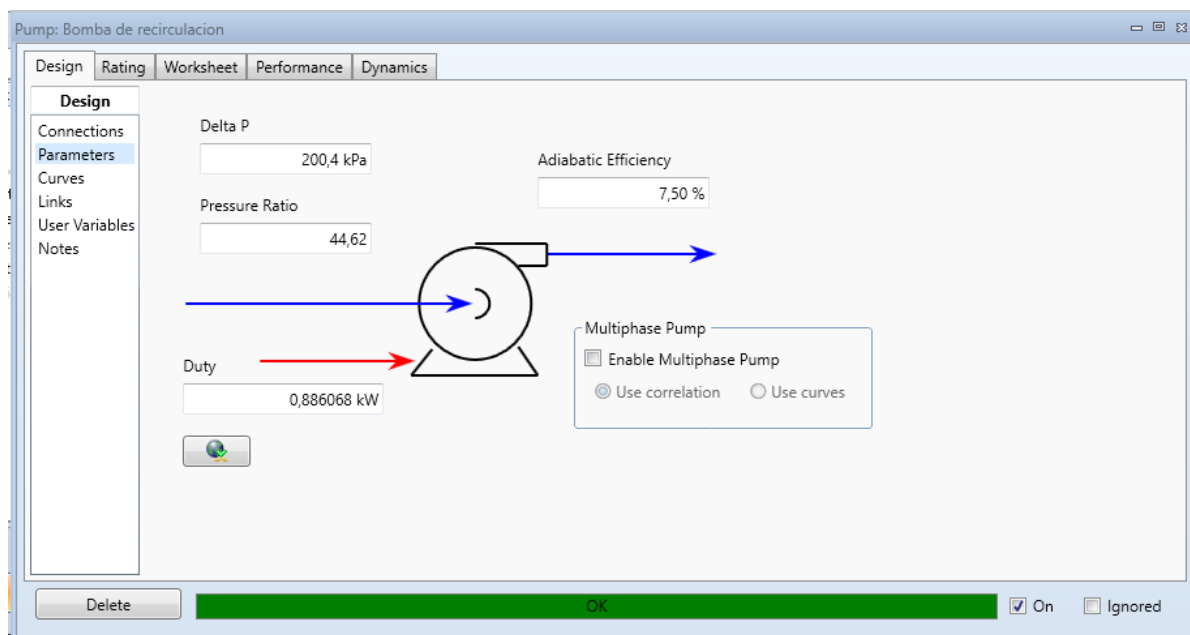 Pump: Bomba de recirculacion
Design Rating Worksheet Performance Dynamics
Design
Connections
Parameters
Curves
Links
User Variables
Notes
Delta P
200,4 kPa
Pressure Ratio
44,62
Adiabatic Efficiency
7,50 %
Duty
0,886068 kW
Multiphase Pump
Enable Multiphase Pump
Use correlation Use curves
Delete OK On Ignored